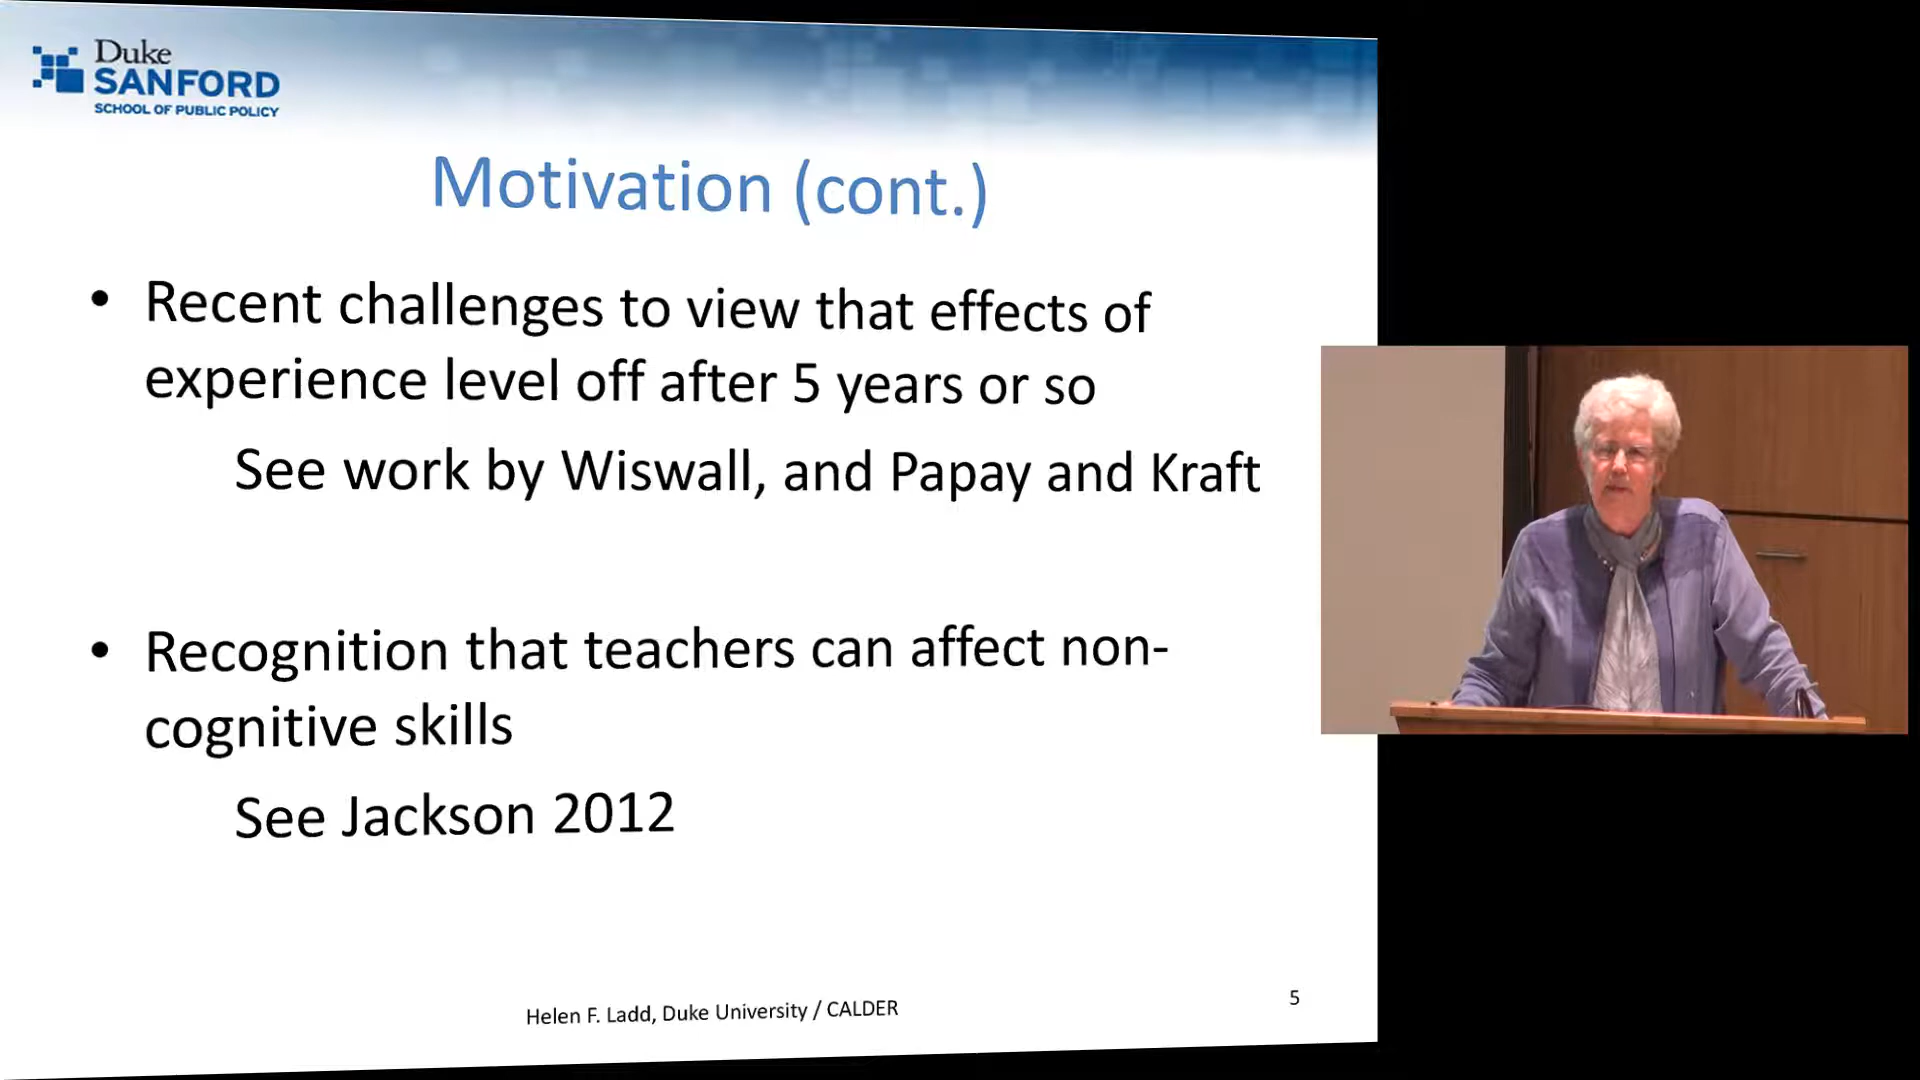 Duke
SANFORD
SCHOOL OF PUBLIC POLICY
Motivation (cont.)
• Recent challenges to view that effects of
experience level off after 5 years or so
See work by Wiswall, and Papay and Kraft
• Recognition that teachers can affect non-
cognitive skills
See Jackson 2012
Helen F. Ladd, Duke University / CALDER
5